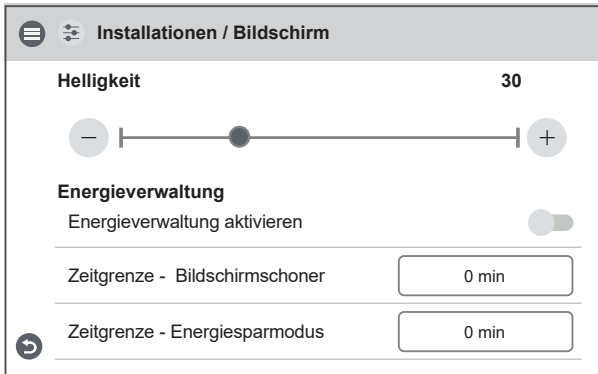 Installationen / Bildschirm
Helligkeit 30
Energieverwaltung
Energieverwaltung aktivieren
Zeitgrenze - Bildschirmschoner 0 min
Zeitgrenze - Energiesparmodus 0 min